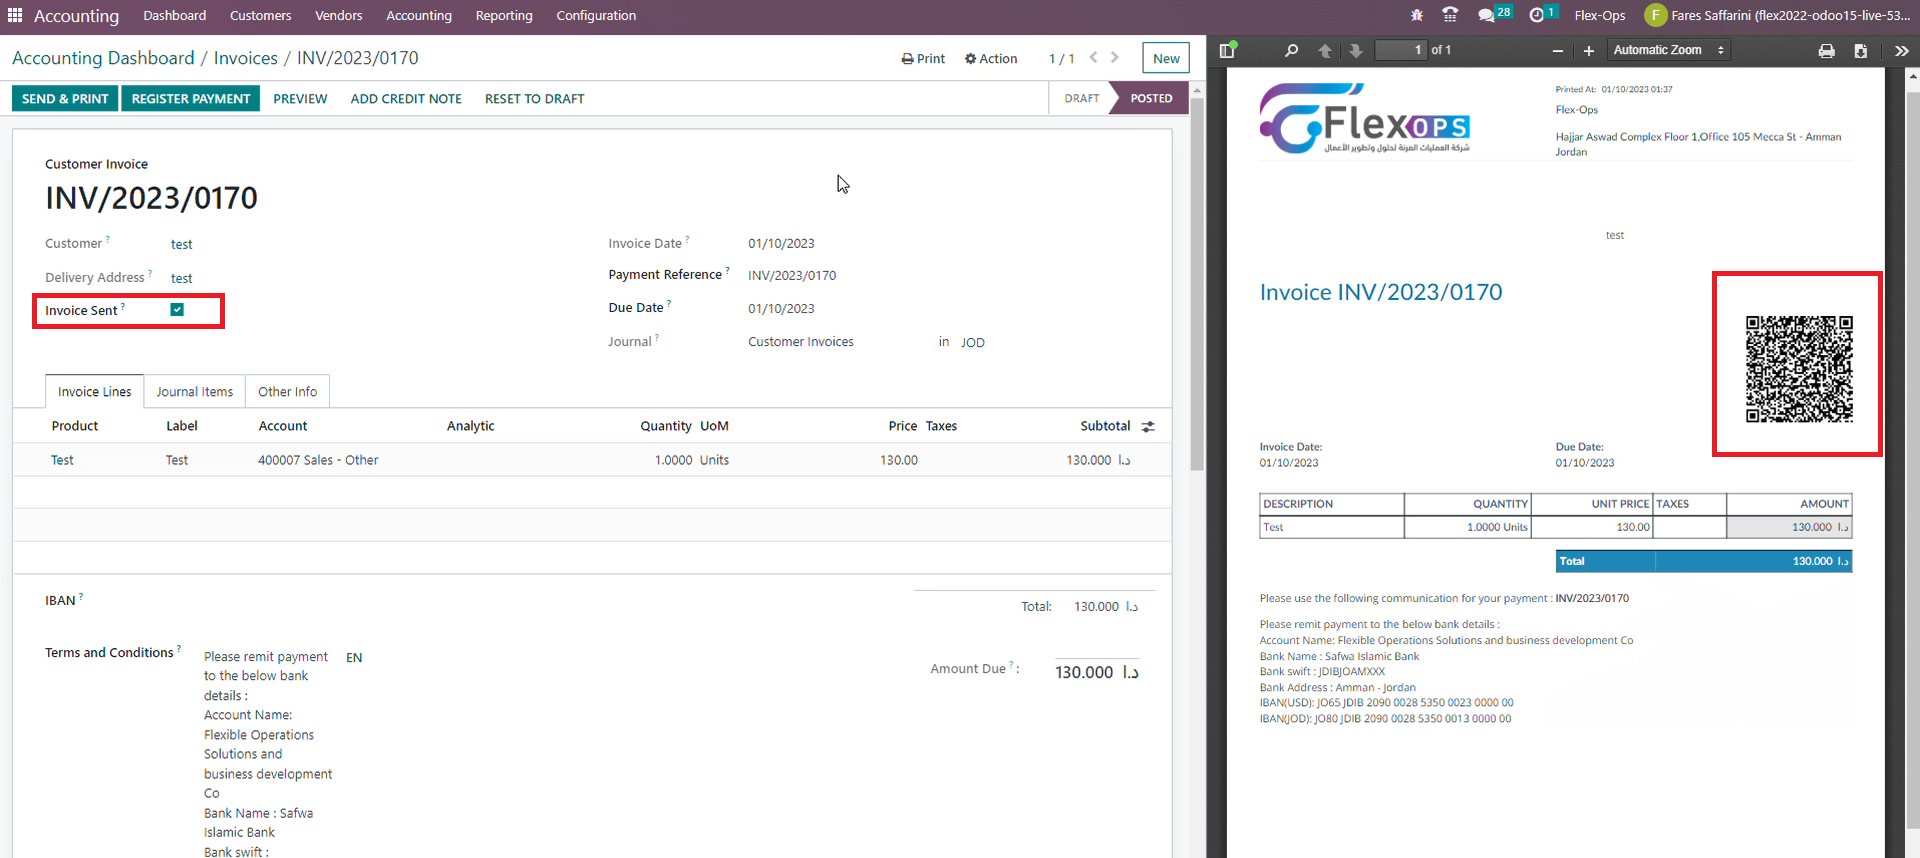 Accounting Dashboard Customers Vendors Accounting Reporting Configuration 28 1 Flex-Ops F Fares Saffarini (flex2022-odoo15-live-53...
Accounting Dashboard / Invoices / INV/2023/0170 Print Action 1 / 1 New
SEND & PRINT REGISTER PAYMENT PREVIEW ADD CREDIT NOTE RESET TO DRAFT DRAFT POSTED
Customer Invoice
INV/2023/0170
Customer ? test
Delivery Address ? test
Invoice Sent ?
Invoice Date ? 01/10/2023
Payment Reference ? INV/2023/0170
Due Date ? 01/10/2023
Journal ? Customer Invoices in JOD
Invoice Lines Journal Items Other Info
Product Label Account Analytic Quantity UoM Price Taxes Subtotal
Test Test 400007 Sales - Other 1.0000 Units 130.00 130.000 د.ا
IBAN ?
Total: 130.000 د.ا
Terms and Conditions ?
Please remit payment EN
to the below bank
details :
Account Name:
Flexible Operations
Solutions and
business development
Co
Bank Name : Safwa
Islamic Bank
Bank swift :
Amount Due ? : 130.000 د.ا
1 of 1 Automatic Zoom
FlexOPS
شركة العمليات المرنة لحلول وتطوير الأعمال
Printed At: 01/10/2023 01:37
Flex-Ops
Hajjar Aswad Complex Floor 1,Office 105 Mecca St - Amman
Jordan
test
Invoice INV/2023/0170
Invoice Date: Due Date:
01/10/2023 01/10/2023
DESCRIPTION QUANTITY UNIT PRICE TAXES AMOUNT
Test 1.0000 Units 130.00 130.000 د.ا
Total 130.000 د.ا
Please use the following communication for your payment : INV/2023/0170
Please remit payment to the below bank details :
Account Name: Flexible Operations Solutions and business development Co
Bank Name : Safwa Islamic Bank
Bank swift : JDIBJOAMXXX
Bank Address : Amman - Jordan
IBAN(USD): JO65 JDIB 2090 0028 5350 0023 0000 00
IBAN(JOD): JO80 JDIB 2090 0028 5350 0013 0000 00